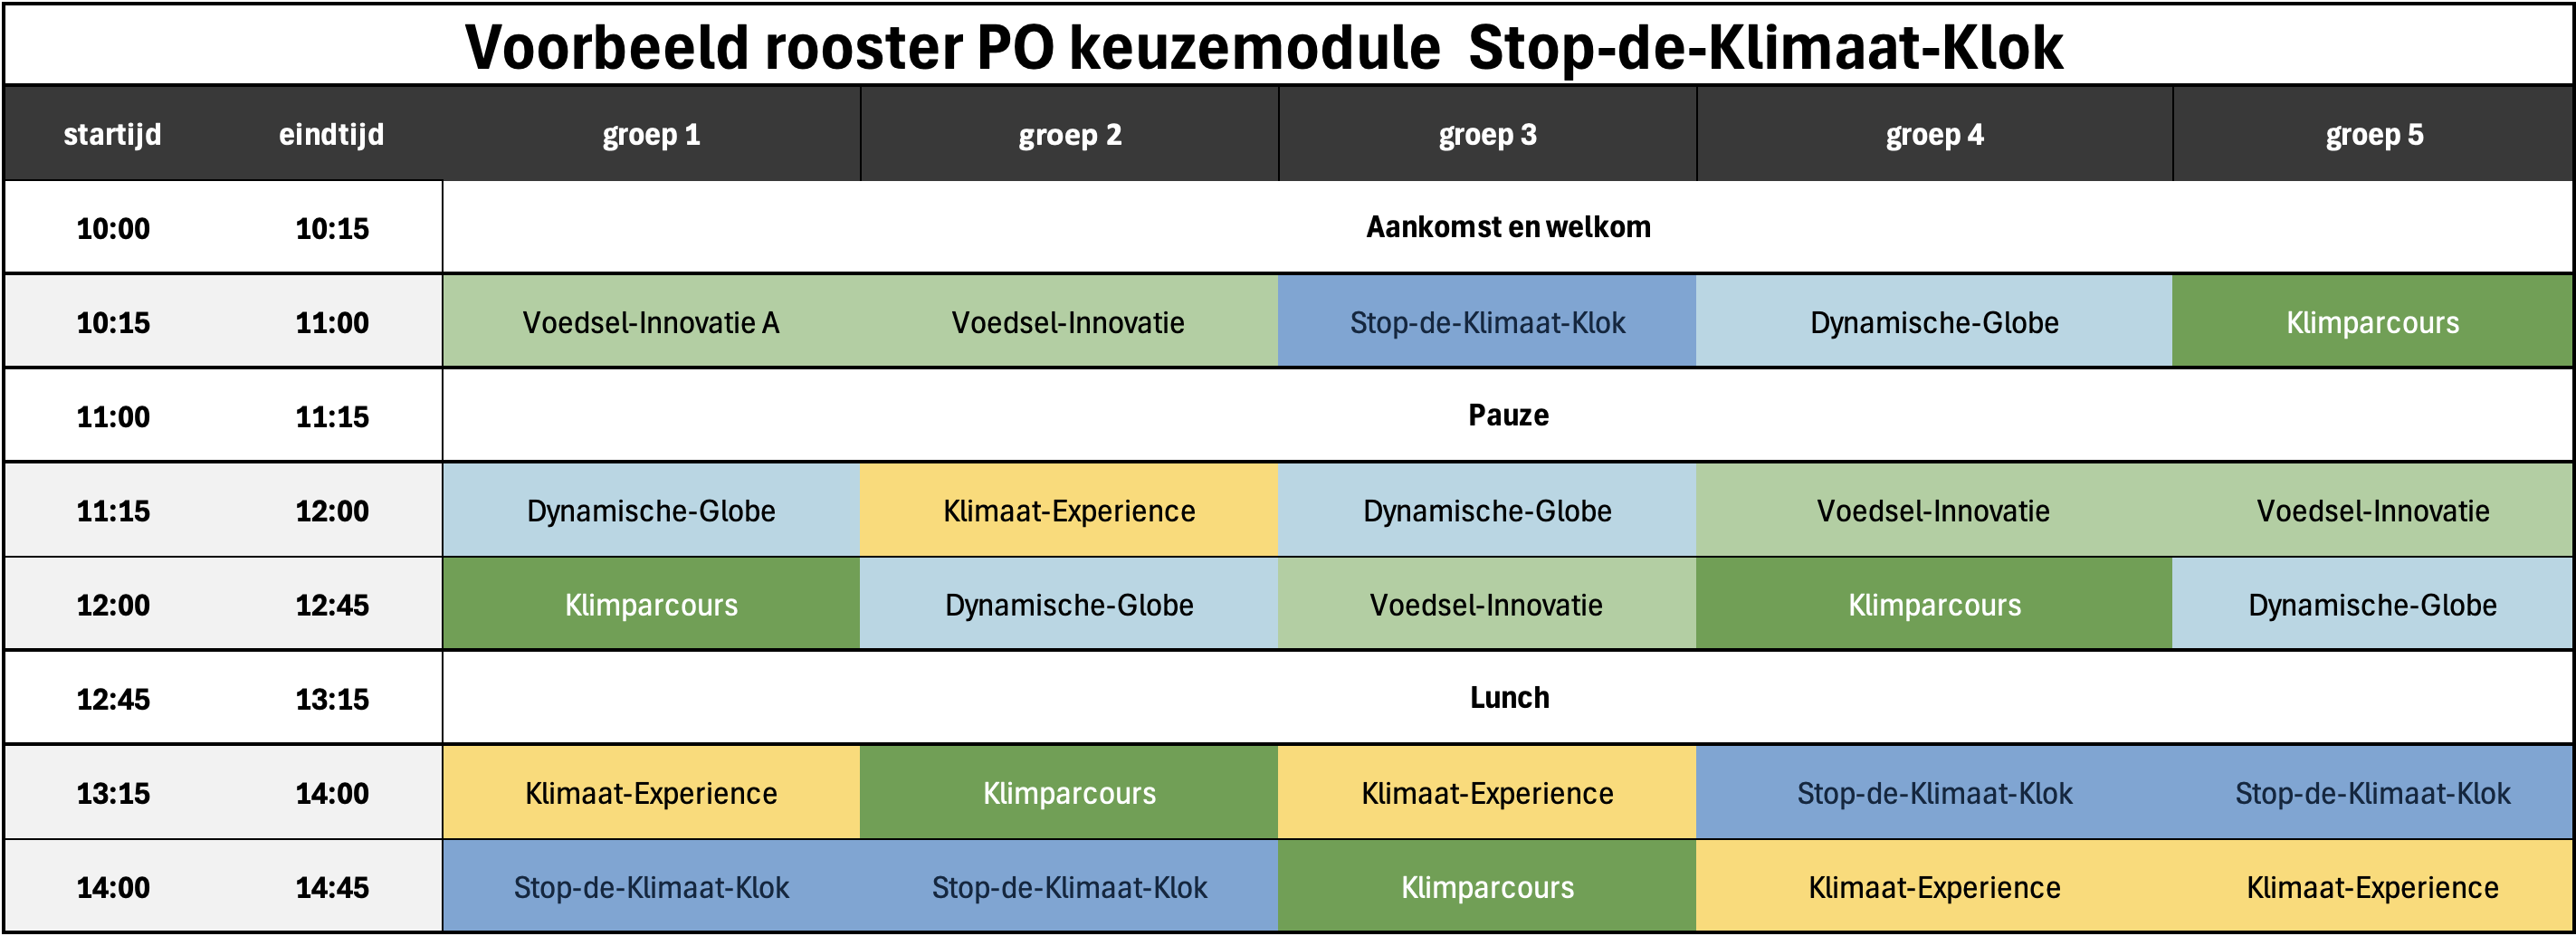 Voorbeeld rooster PO keuzemodule Stop-de-Klimaat-Klok
startijd eindtijd groep 1 groep 2 groep 3 groep 4 groep 5
10:00 10:15 Aankomst en welkom
10:15 11:00 Voedsel-Innovatie A Voedsel-Innovatie Stop-de-Klimaat-Klok Dynamische-Globe Klimparcours
11:00 11:15 Pauze
11:15 12:00 Dynamische-Globe Klimaat-Experience Dynamische-Globe Voedsel-Innovatie Voedsel-Innovatie
12:00 12:45 Klimparcours Dynamische-Globe Voedsel-Innovatie Klimparcours Dynamische-Globe
12:45 13:15 Lunch
13:15 14:00 Klimaat-Experience Klimparcours Klimaat-Experience Stop-de-Klimaat-Klok Stop-de-Klimaat-Klok
14:00 14:45 Stop-de-Klimaat-Klok Stop-de-Klimaat-Klok Klimparcours Klimaat-Experience Klimaat-Experience